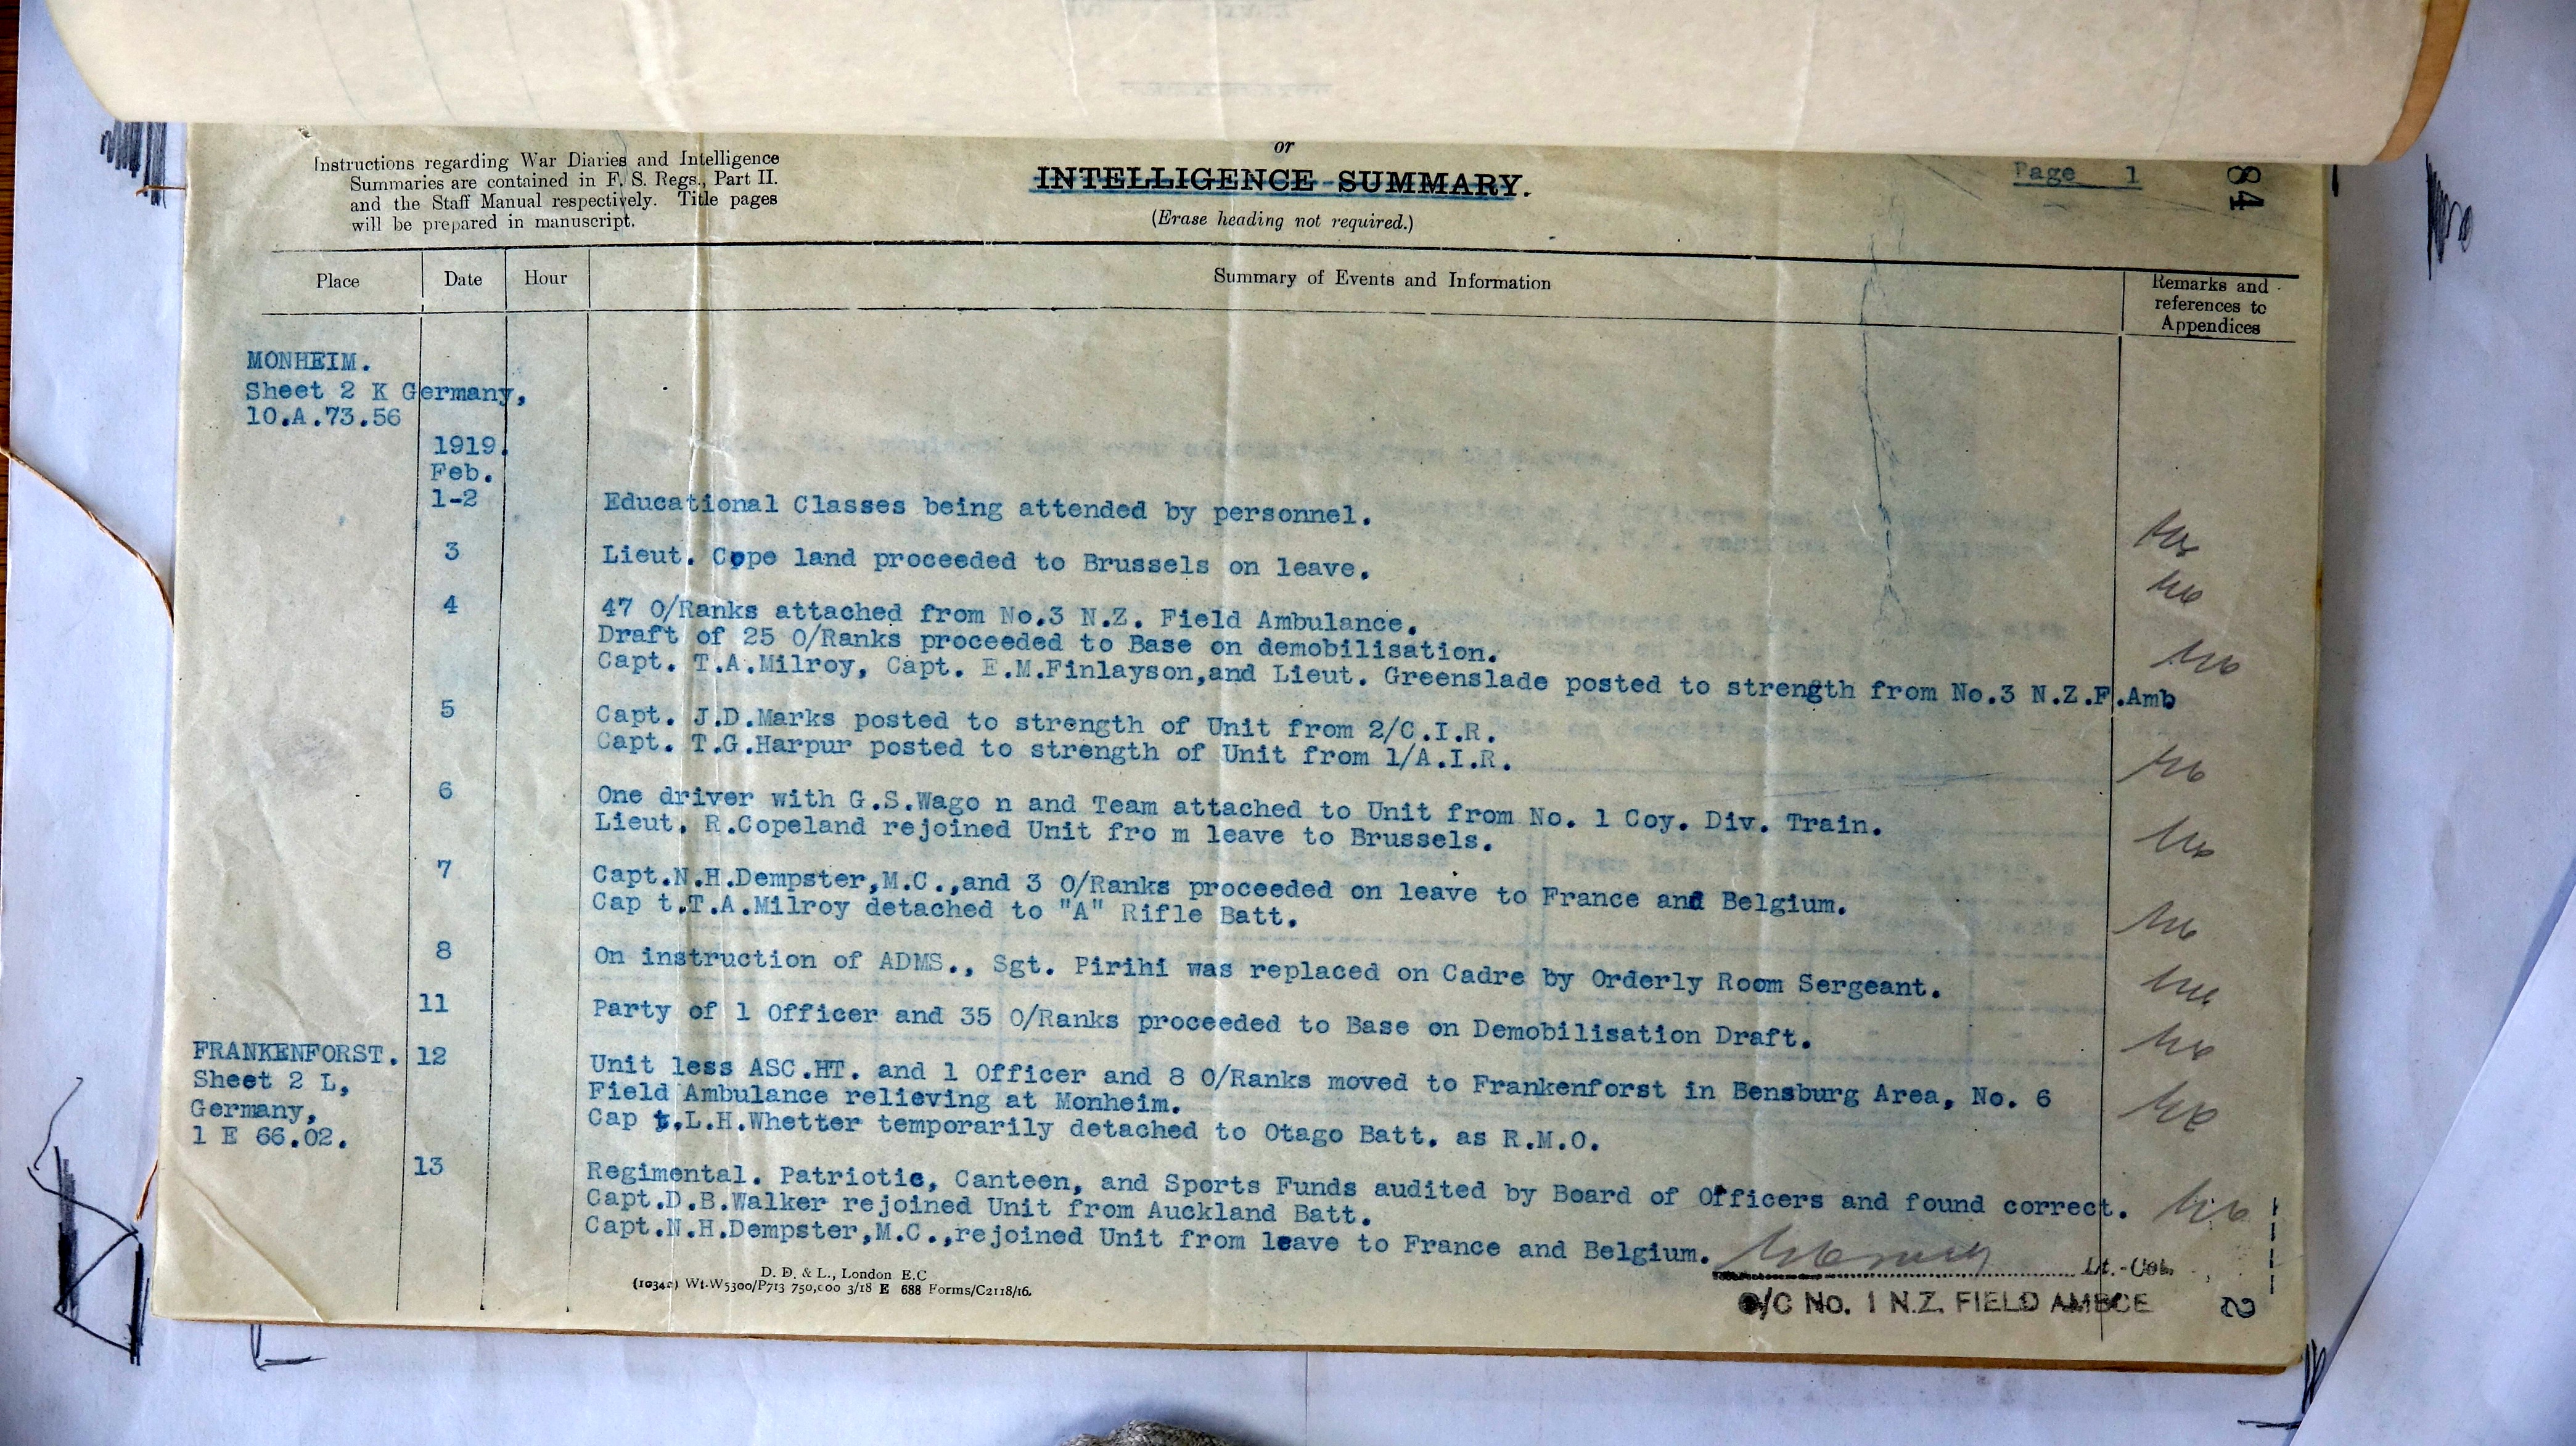 or
INTELLIGENCE SUMMARY.
(Erase heading not required.)
Instructions regarding War Diaries and Intelligence
Summaries are contained in F. S. Regs., Part II.
and the Staff Manual respectively. Title pages
will be prepared in manuscript.
Page 1
84
Place Date Hour Summary of Events and Information Remarks and
references to
Appendices
MONHEIM.
Sheet 2 K Germany,
10.A.73.56
1919.
Feb.
1-2 Educational Classes being attended by personnel.
3 Lieut. Cope land proceeded to Brussels on leave.
4 47 O/Ranks attached from No.3 N.Z. Field Ambulance.
Draft of 25 O/Ranks proceeded to Base on demobilisation.
Capt. T.A.Milroy, Capt. E.M.Finlayson,and Lieut. Greenslade posted to strength from No.3 N.Z.F.Amb
5 Capt. J.D.Marks posted to strength of Unit from 2/C.I.R.
Capt. T.G.Harpur posted to strength of Unit from 1/A.I.R.
6 One driver with G.S.Wago n and Team attached to Unit from No. 1 Coy. Div. Train.
Lieut. R.Copeland rejoined Unit fro m leave to Brussels.
7 Capt.N.H.Dempster,M.C.,and 3 O/Ranks proceeded on leave to France and Belgium.
Cap t.T.A.Milroy detached to "A" Rifle Batt.
8 On instruction of ADMS., Sgt. Pirihi was replaced on Cadre by Orderly Room Sergeant.
11 Party of 1 Officer and 35 O/Ranks proceeded to Base on Demobilisation Draft.
FRANKENFORST.
Sheet 2 L,
Germany,
1 E 66.02.
12 Unit less ASC.HT. and 1 Officer and 8 O/Ranks moved to Frankenforst in Bensburg Area, No. 6
Field Ambulance relieving at Monheim.
Cap t.L.H.Whetter temporarily detached to Otago Batt. as R.M.O.
13 Regimental. Patriotic, Canteen, and Sports Funds audited by Board of Officers and found correct.
Capt.D.B.Walker rejoined Unit from Auckland Batt.
Capt.N.H.Dempster,M.C.,rejoined Unit from leave to France and Belgium.
Lt.-Col.
O/C NO. 1 N.Z. FIELD AMBCE
D. D. & L., London E.C
(10340) Wt-W5300/P713 750,000 3/18 E 688 Forms/C2118/16.
2